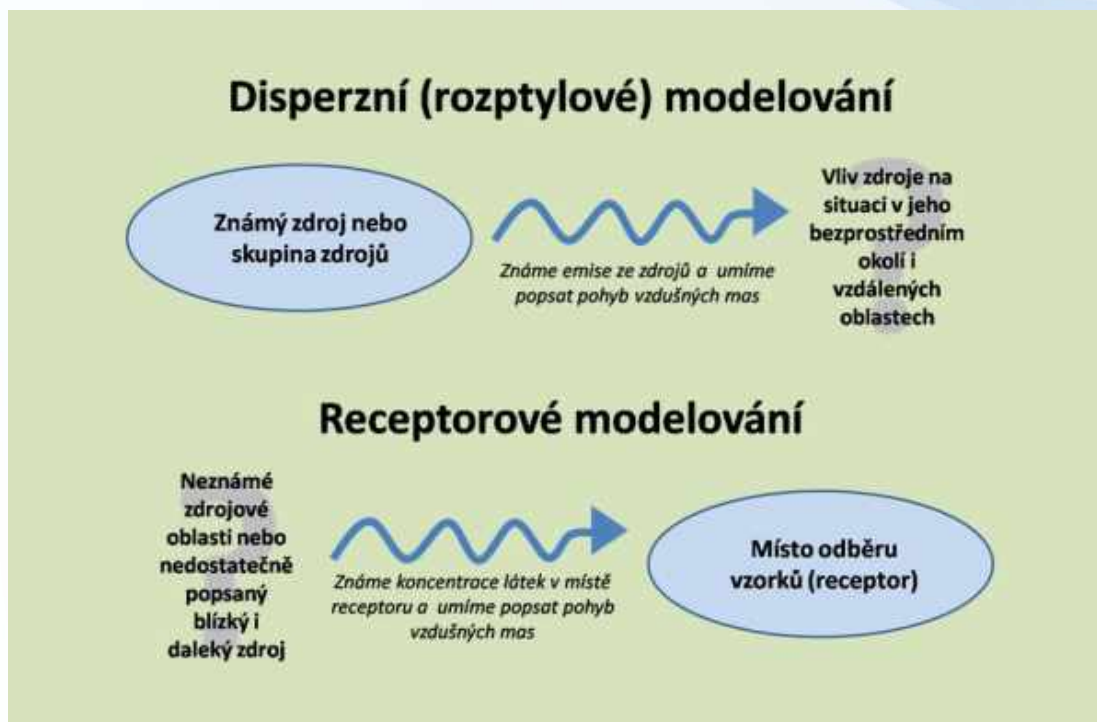 Disperzní (rozptylové) modelování
Známý zdroj nebo
skupina zdrojů
Známe emise ze zdrojů a umíme
popsat pohyb vzdušných mas
Vliv zdroje na
situaci v jeho
bezprostředním
okolí i
vzdálených
oblastech
Receptorové modelování
Neznámé
zdrojové
oblasti nebo
nedostatečně
popsaný
blízký i
daleký zdroj
Známe koncentrace látek v místě
receptoru a umíme popsat pohyb
vzdušných mas
Místo odběru
vzorků (receptor)